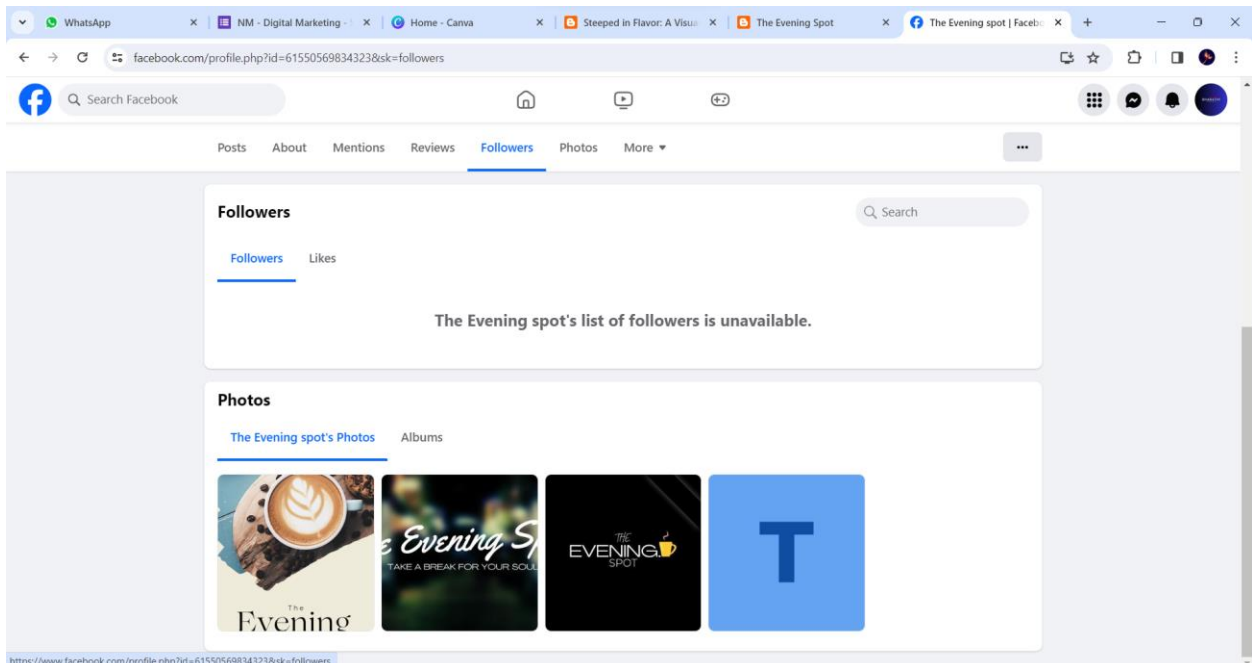 WhatsApp
NM - Digital Marketing -
Home - Canva
Steeped in Flavor: A Visu
The Evening Spot
The Evening spot | Facebo
facebook.com/profile.php?id=61550569834323&sk=followers
Search Facebook
Posts About Mentions Reviews Followers Photos More
Followers
Search
Followers Likes
The Evening spot's list of followers is unavailable.
Photos
The Evening spot's Photos Albums
The
Evening
Evening Sp
TAKE A BREAK FOR YOUR SOUL
THE
EVENING
SPOT
T
https://www.facebook.com/profile.php?id=61550569834323&sk=followers